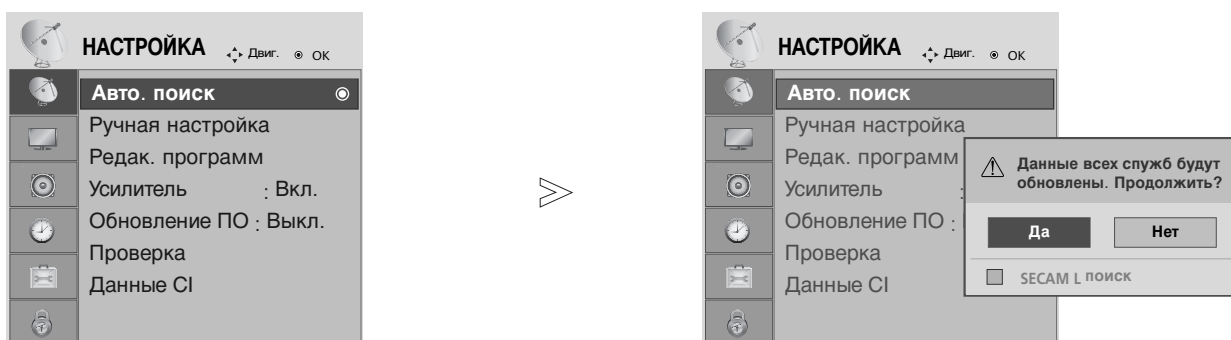 НАСТРОЙКА Двиг. ОК
Авто. поиск
Ручная настройка
Редак. программ
Усилитель : Вкл.
Обновление ПО : Выкл.
Проверка
Данные CI
НАСТРОЙКА Двиг. ОК
Авто. поиск
Ручная настройка
Редак. программ
Усилитель :
Обновление ПО :
Проверка
Данные CI
Данные всех служб будут
обновлены. Продолжить?
Да Нет
SECAM L поиск